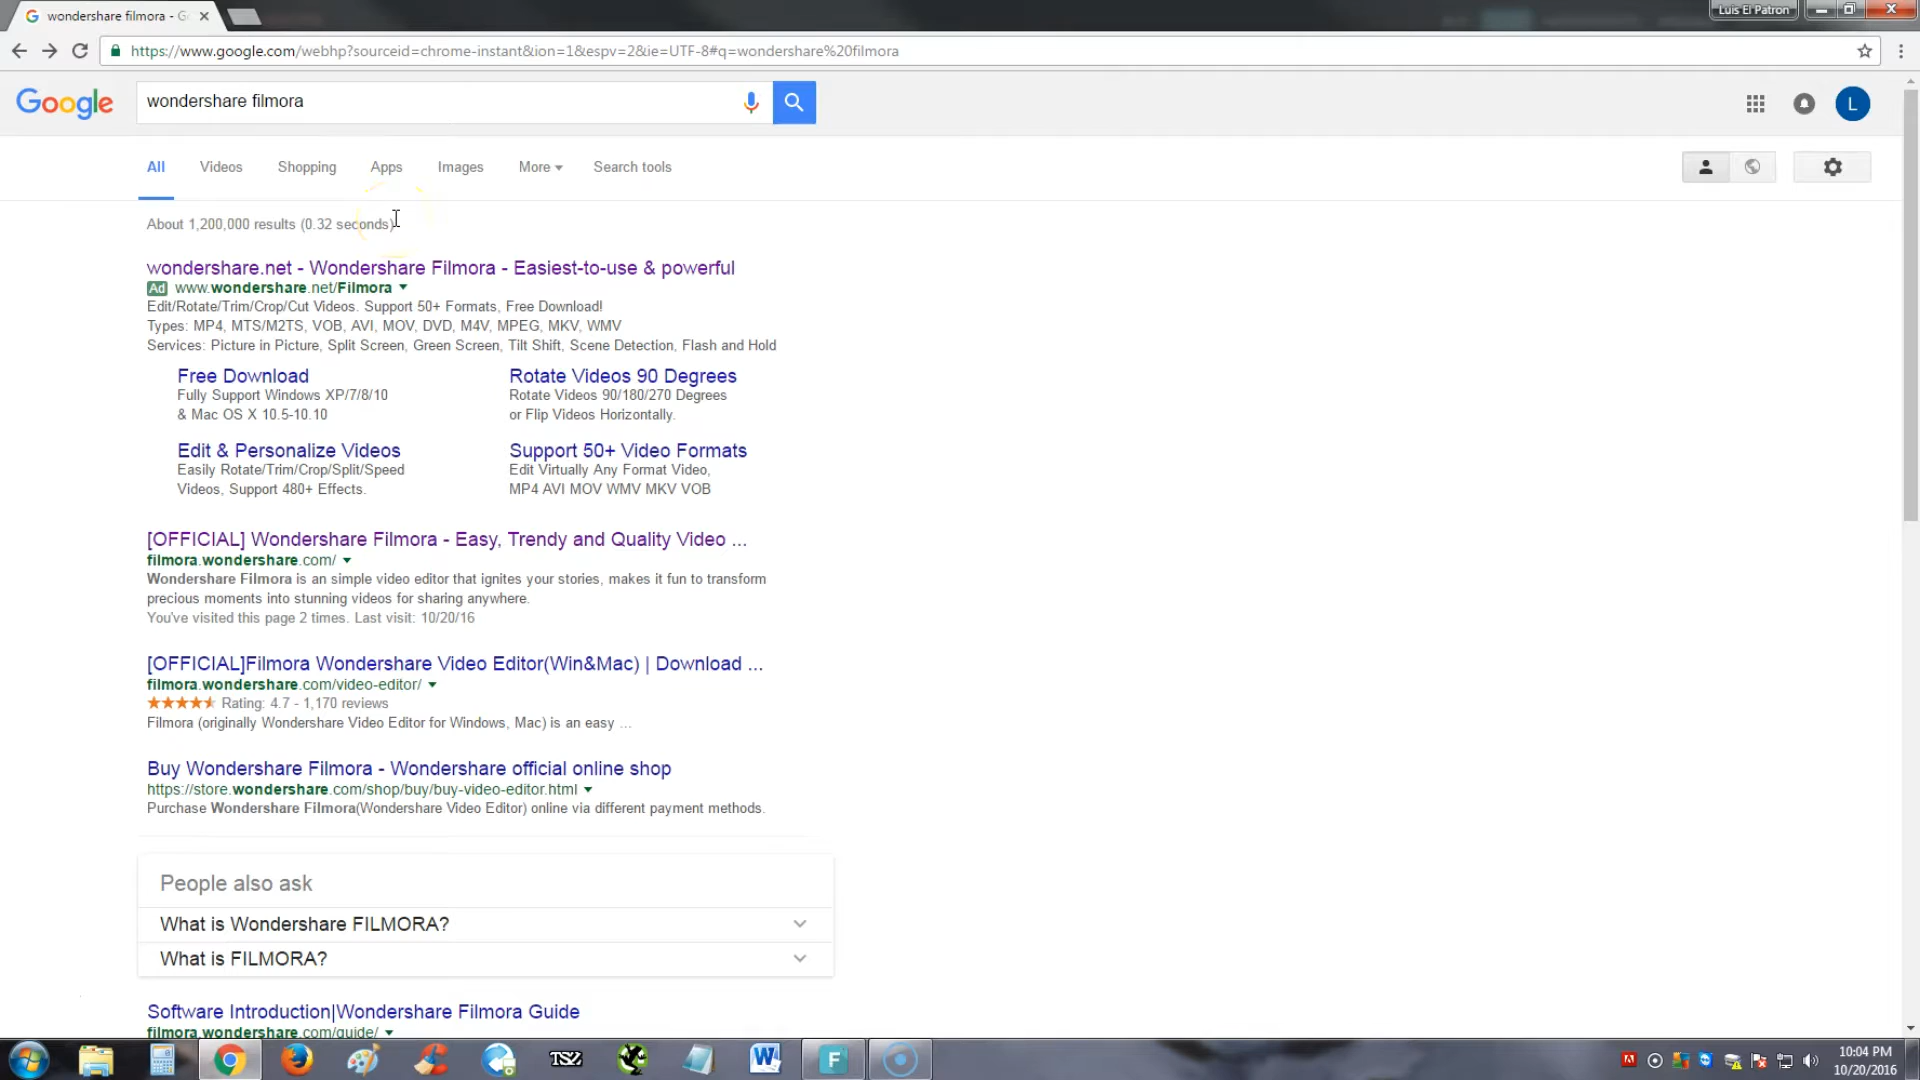 wondershare filmora - G
Luis El Patron
https://www.google.com/webhp?sourceid=chrome-instant&ion=1&espv=2&ie=UTF-8#q=wondershare%20filmora
Google
wondershare filmora
L
All Videos Shopping Apps Images More Search tools
About 1,200,000 results (0.32 seconds)
wondershare.net - Wondershare Filmora - Easiest-to-use & powerful
Ad www.wondershare.net/Filmora
Edit/Rotate/Trim/Crop/Cut Videos. Support 50+ Formats, Free Download!
Types: MP4, MTS/M2TS, VOB, AVI, MOV, DVD, M4V, MPEG, MKV, WMV
Services: Picture in Picture, Split Screen, Green Screen, Tilt Shift, Scene Detection, Flash and Hold
Free Download
Fully Support Windows XP/7/8/10
& Mac OS X 10.5-10.10
Rotate Videos 90 Degrees
Rotate Videos 90/180/270 Degrees
or Flip Videos Horizontally.
Edit & Personalize Videos
Easily Rotate/Trim/Crop/Split/Speed
Videos, Support 480+ Effects.
Support 50+ Video Formats
Edit Virtually Any Format Video,
MP4 AVI MOV WMV MKV VOB
[OFFICIAL] Wondershare Filmora - Easy, Trendy and Quality Video ...
filmora.wondershare.com/
Wondershare Filmora is an simple video editor that ignites your stories, makes it fun to transform
precious moments into stunning videos for sharing anywhere.
You've visited this page 2 times. Last visit: 10/20/16
[OFFICIAL]Filmora Wondershare Video Editor(Win&Mac) | Download ...
filmora.wondershare.com/video-editor/
Rating: 4.7 - 1,170 reviews
Filmora (originally Wondershare Video Editor for Windows, Mac) is an easy ...
Buy Wondershare Filmora - Wondershare official online shop
https://store.wondershare.com/shop/buy/buy-video-editor.html
Purchase Wondershare Filmora(Wondershare Video Editor) online via different payment methods.
People also ask
What is Wondershare FILMORA?
What is FILMORA?
Software Introduction|Wondershare Filmora Guide
filmora.wondershare.com/guide/
10:04 PM
10/20/2016